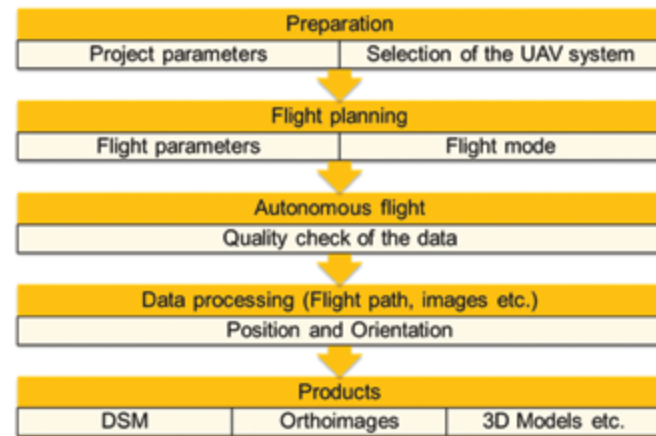 Preparation
Project parameters
Selection of the UAV system
Flight planning
Flight parameters
Flight mode
Autonomous flight
Quality check of the data
Data processing (Flight path, images etc.)
Position and Orientation
Products
DSM
Orthoimages
3D Models etc.